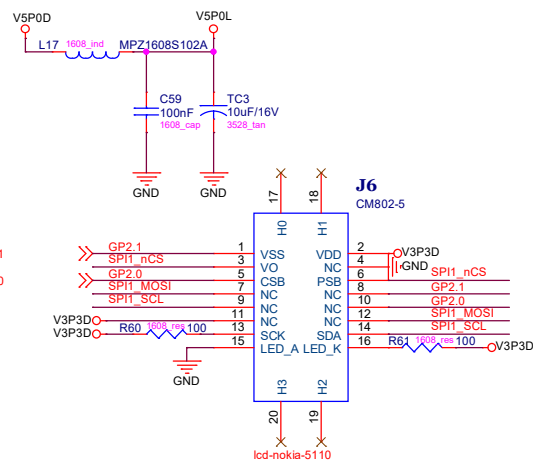 V5P0D
V5P0L
L17 1608_ind MPZ1608S102A
C59
100nF
1608_cap
TC3
10uF/16V
3528_tan
GND
GND
J6
CM802-5
17
18
H0
H1
1
GP2.1
1
VSS
VDD
2
V3P3D
SPI1_nCS
3
VO
NC
4
GND
0
GP2.0
5
CSB
PSB
6
SPI1_nCS
SPI1_MOSI
7
NC
NC
8
GP2.1
SPI1_SCL
9
NC
NC
10
GP2.0
V3P3D
11
NC
NC
12
SPI1_MOSI
V3P3D
R60 1608_res 100
13
SCK
SDA
14
SPI1_SCL
15
LED_A
LED_K
16
R61 1608_res 100
V3P3D
GND
H3
H2
20
19
lcd-nokia-5110